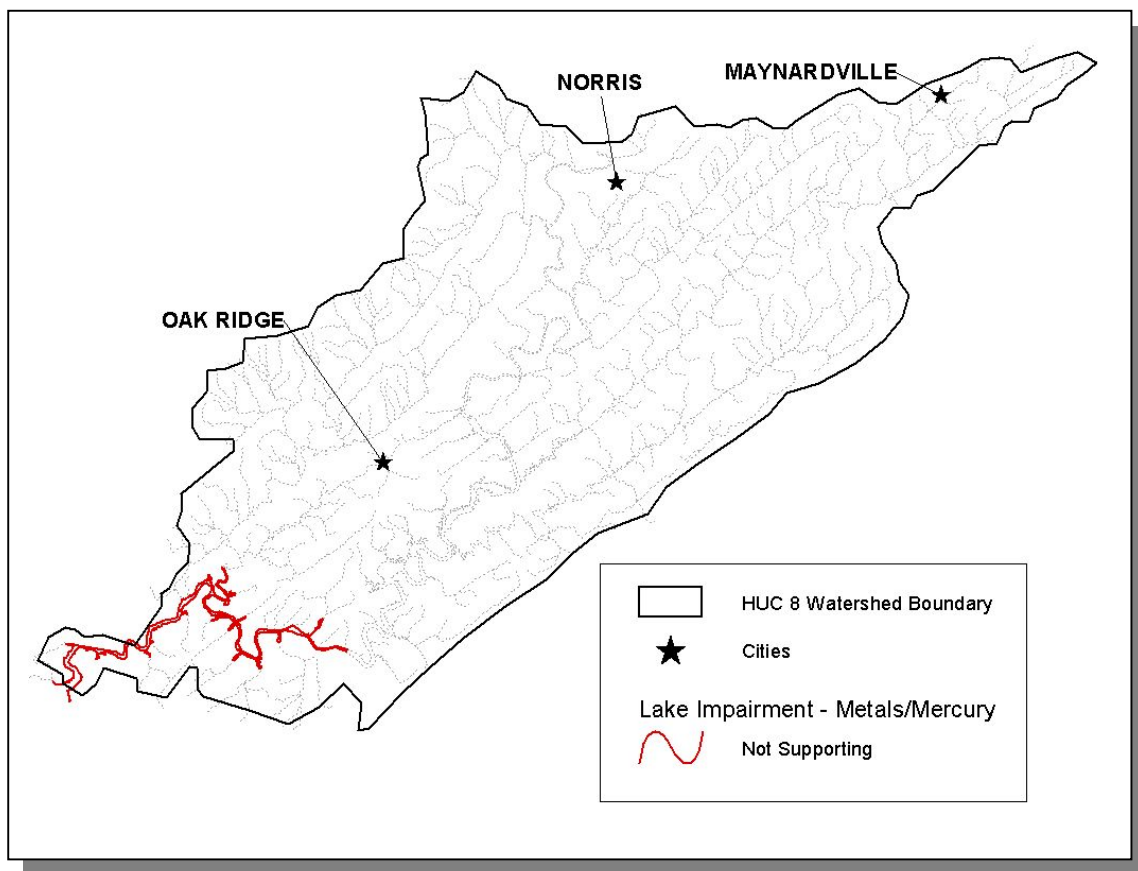 MAYNARDVILLE
NORRIS
OAK RIDGE
HUC 8 Watershed Boundary
Cities
Lake Impairment - Metals/Mercury
Not Supporting